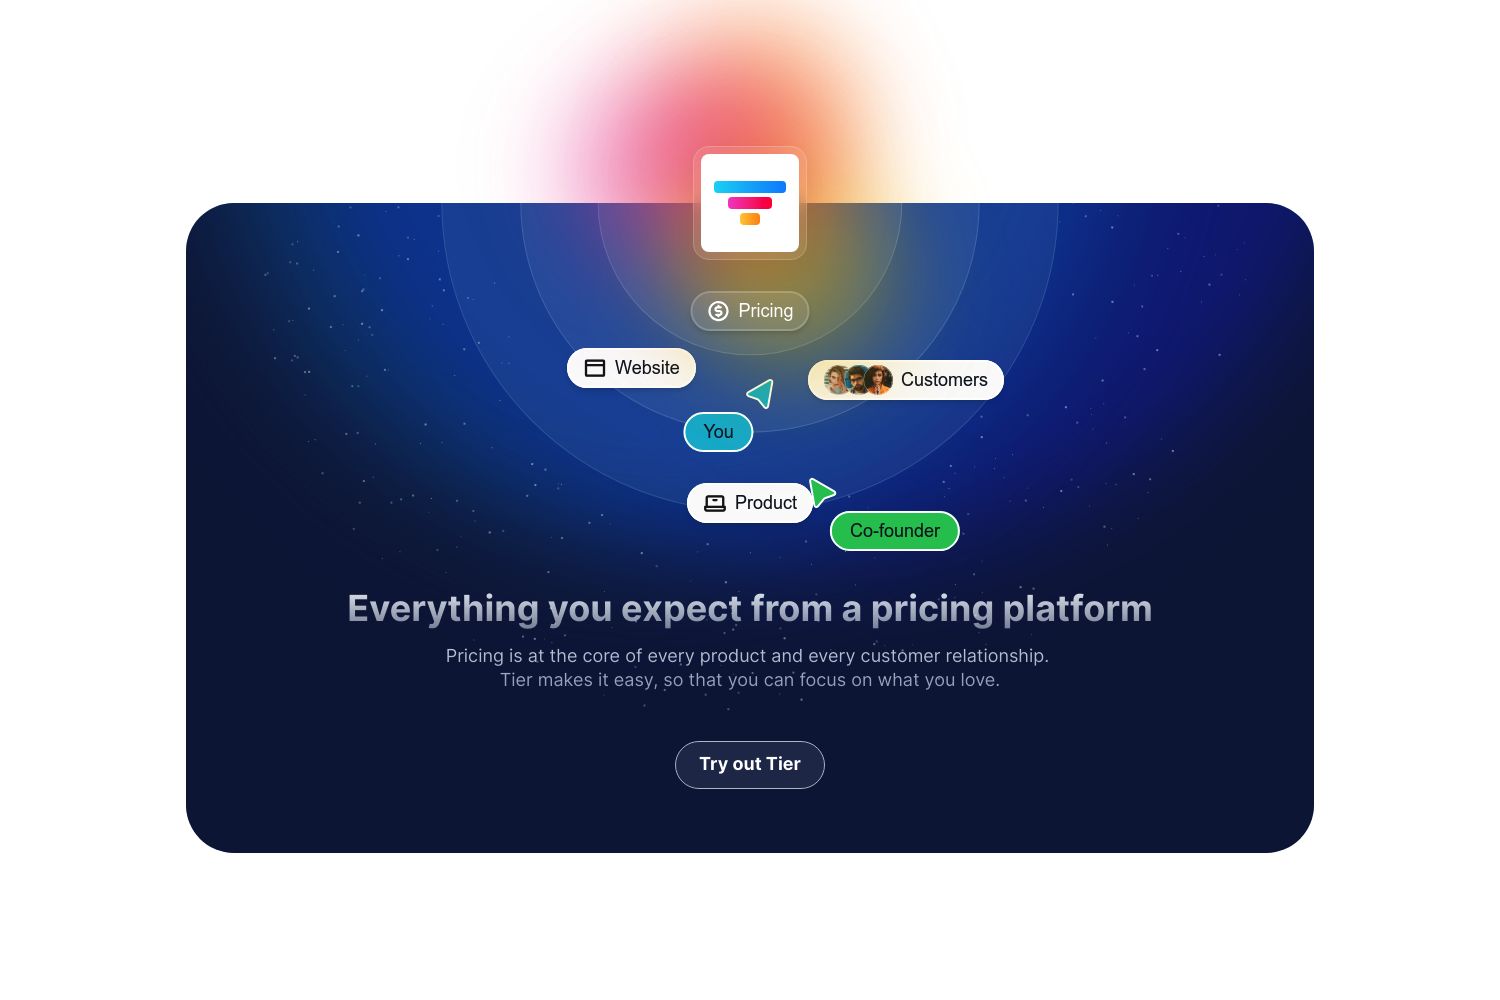 Pricing
Website
Customers
You
Product
Co-founder
Everything you expect from a pricing platform
Pricing is at the core of every product and every customer relationship.
Tier makes it easy, so that you can focus on what you love.
Try out Tier